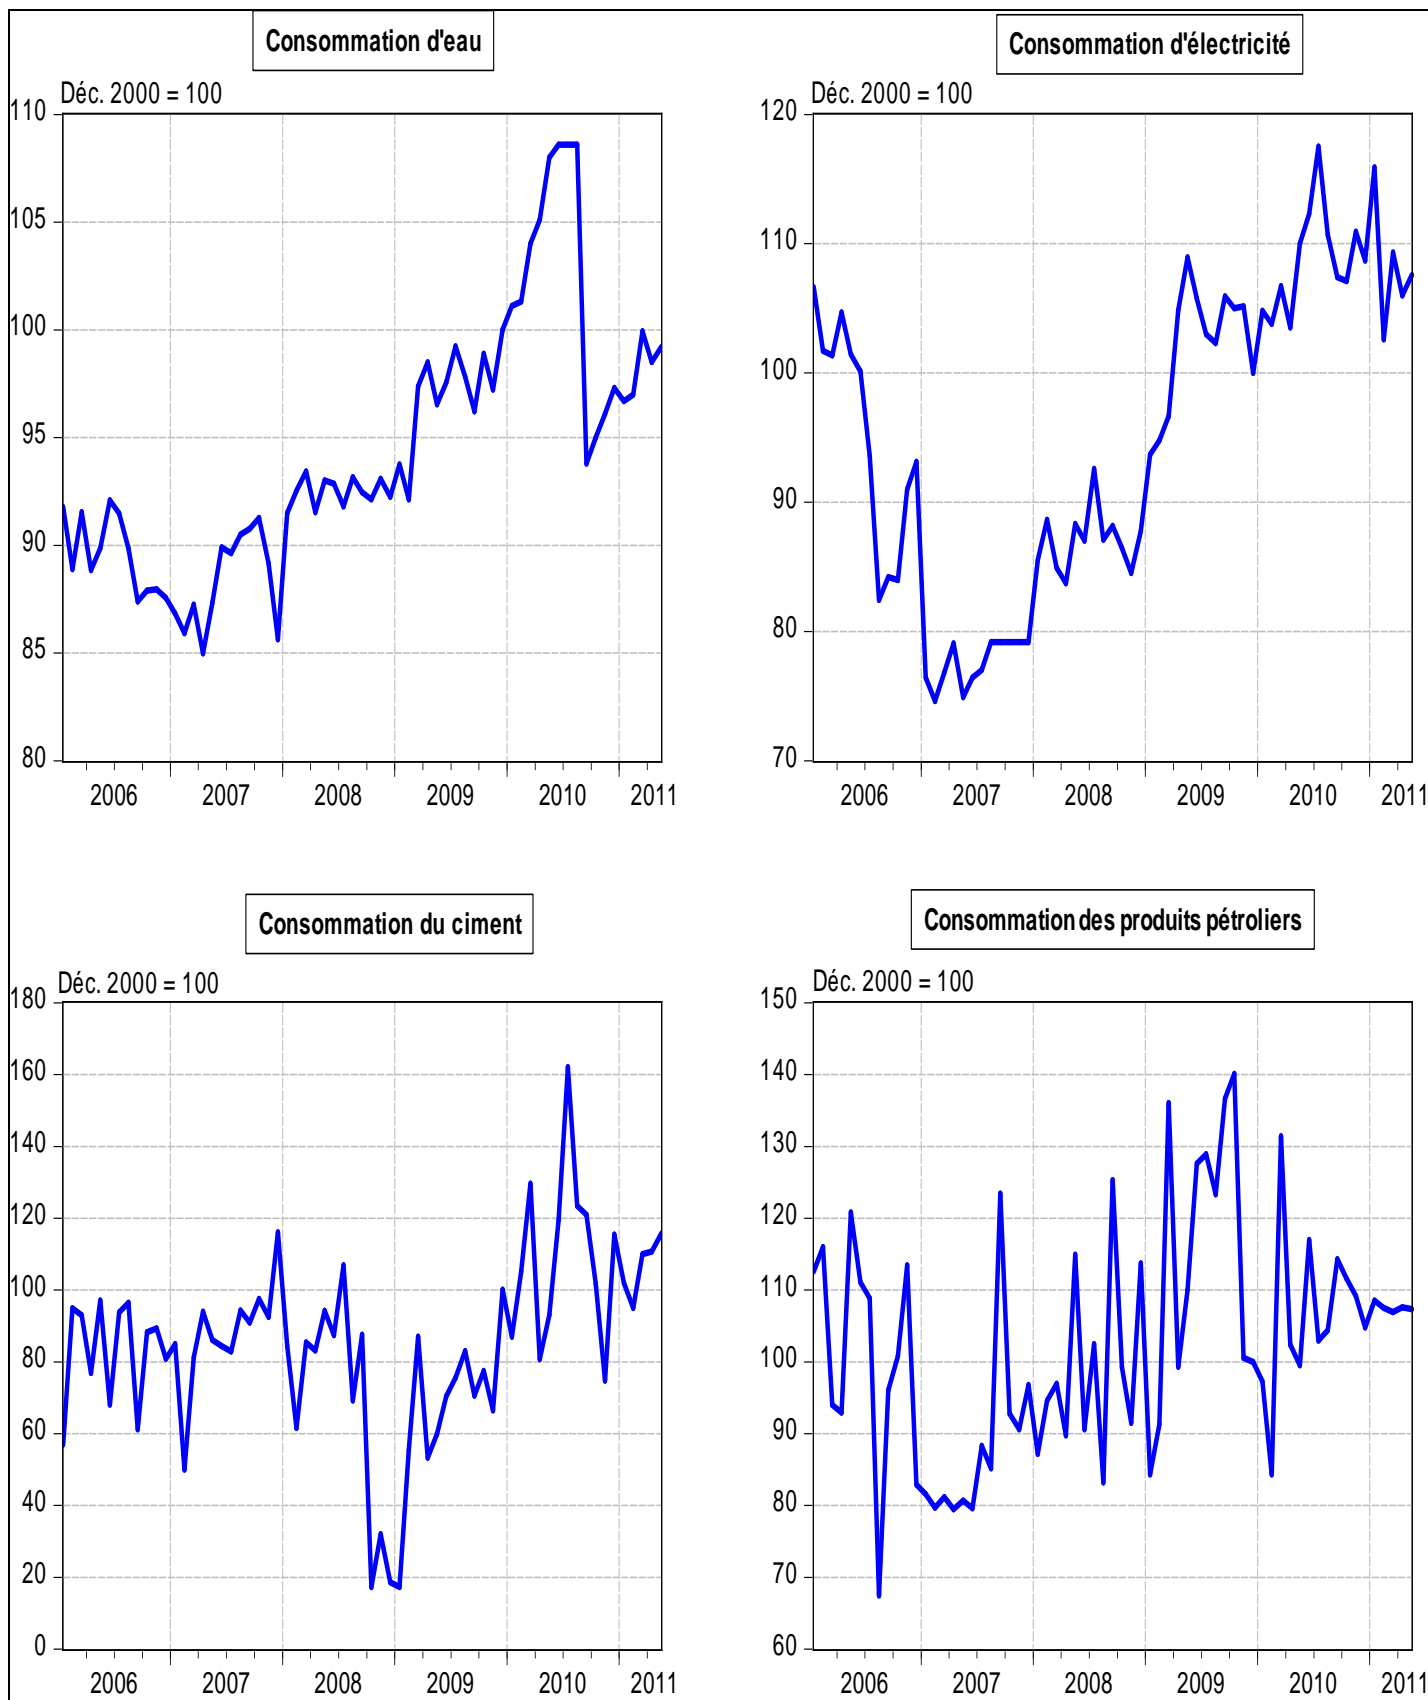 Consommation d'eau
Déc. 2000 = 100
110
105
100
95
90
85
80
2006 2007 2008 2009 2010 2011
Consommation d'électricité
Déc. 2000 = 100
120
110
100
90
80
70
2006 2007 2008 2009 2010 2011
Consommation du ciment
Déc. 2000 = 100
180
160
140
120
100
80
60
40
20
0
2006 2007 2008 2009 2010 2011
Consommation des produits pétroliers
Déc. 2000 = 100
150
140
130
120
110
100
90
80
70
60
2006 2007 2008 2009 2010 2011